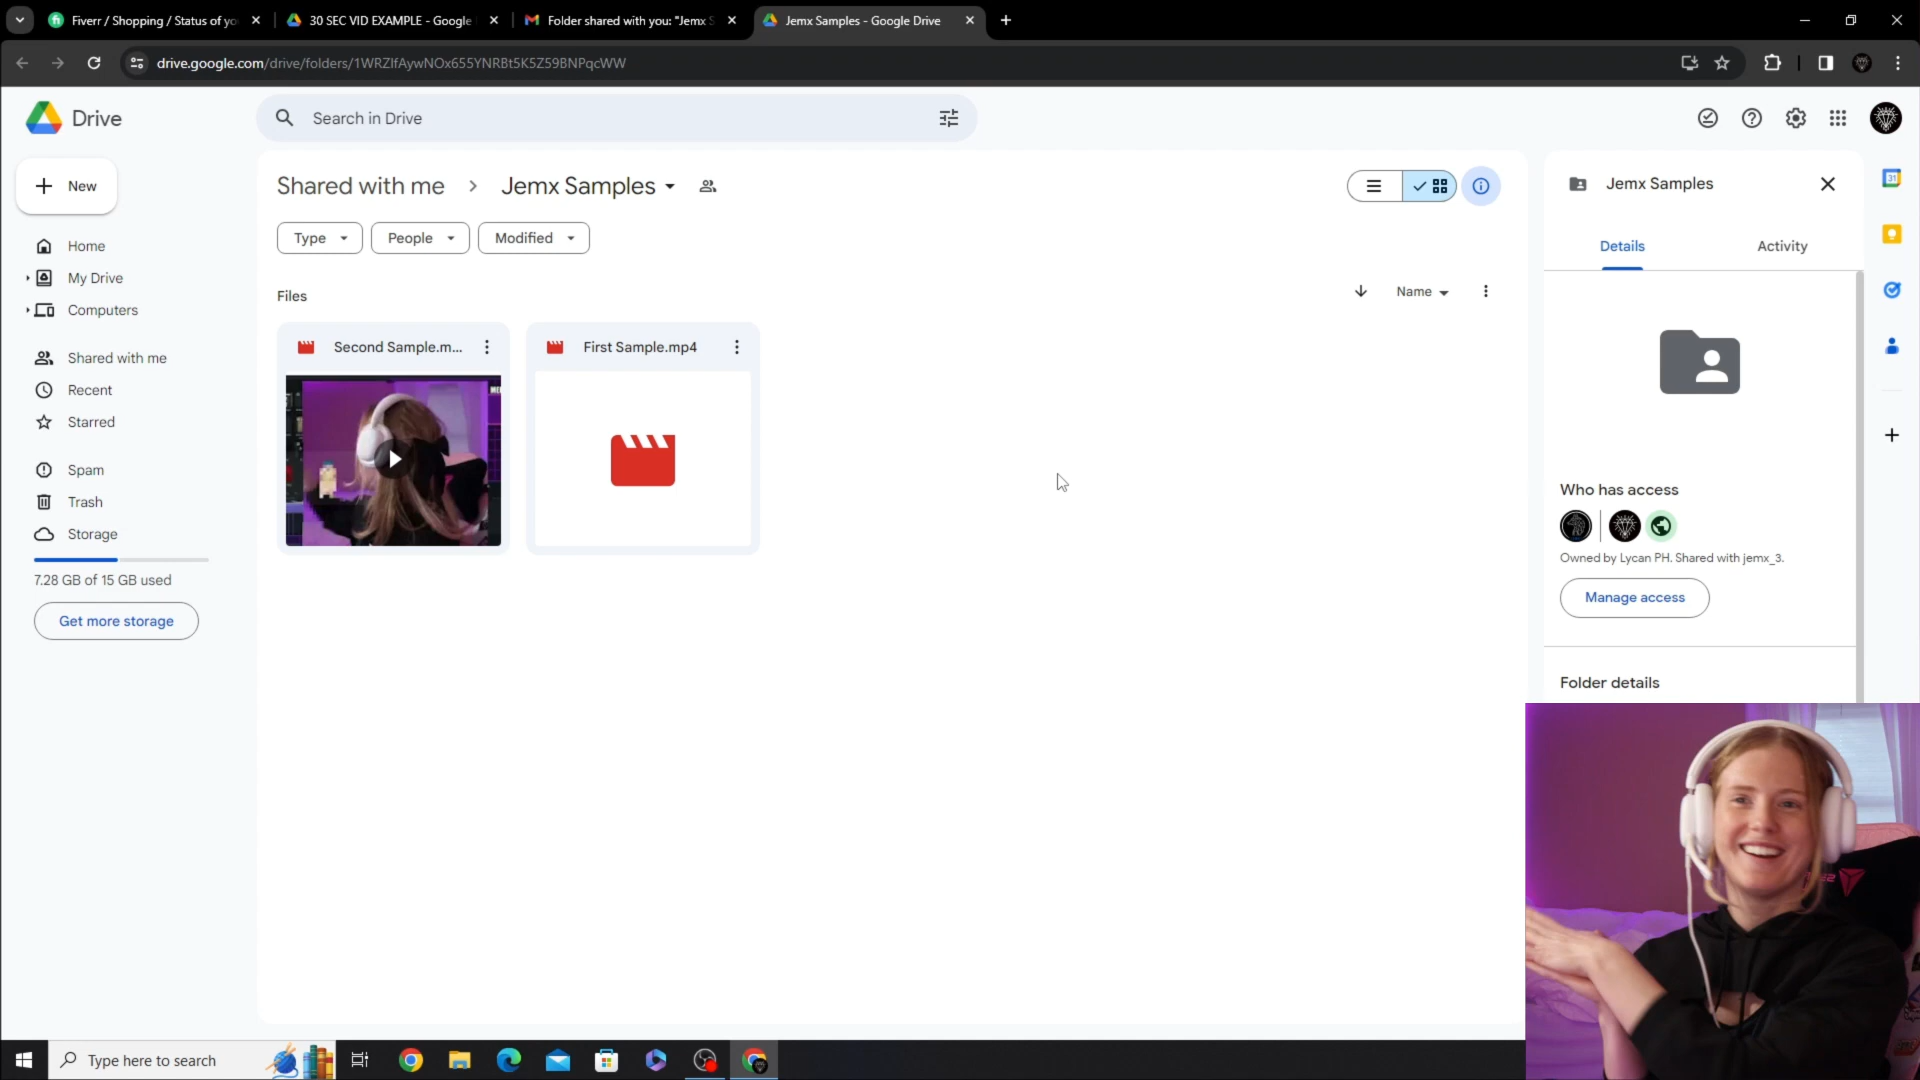 Fiverr / Shopping / Status of yo
30 SEC VID EXAMPLE - Google
Folder shared with you: "Jemx S
Jemx Samples - Google Drive
drive.google.com/drive/folders/1WRZlfAywNOx655YNRBt5K5Z59BNPqcWW
Drive
Search in Drive
New
Home
My Drive
Computers
Shared with me
Recent
Starred
Spam
Trash
Storage
7.28 GB of 15 GB used
Get more storage
Shared with me > Jemx Samples
Type
People
Modified
Files
Name
Second Sample.m...
First Sample.mp4
Jemx Samples
Details
Activity
Who has access
Owned by Lycan PH. Shared with jemx_3.
Manage access
Folder details
31
Type here to search